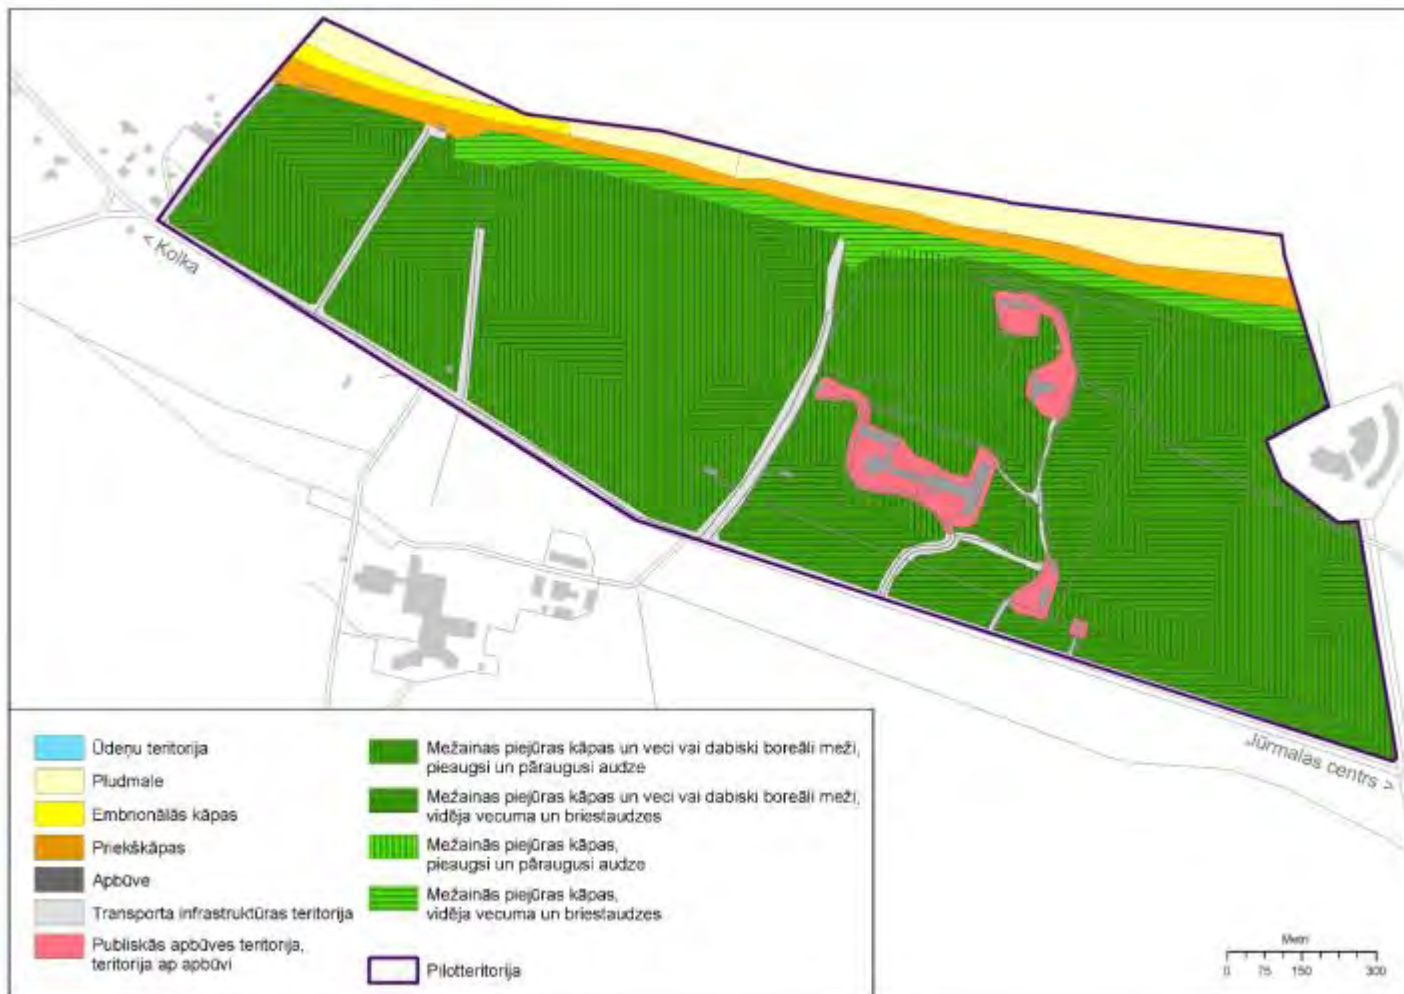 < Kolka
Jūrmalas centrs >
Ūdeņu teritorija
Pludmale
Embrionālās kāpas
Priekškāpas
Apbūve
Transporta infrastruktūras teritorija
Publiskās apbūves teritorija,
teritorija ap apbūvi
Mežainas piejūras kāpas un veci vai dabiski boreāli meži,
pieaugsi un pāraugusi audze
Mežainas piejūras kāpas un veci vai dabiski boreāli meži,
vidēja vecuma un briestaudzes
Mežainās piejūras kāpas,
pieaugsi un pāraugusi audze
Mežainās piejūras kāpas,
vidēja vecuma un briestaudzes
Pilotteritorija
Metri
0 75 150 300